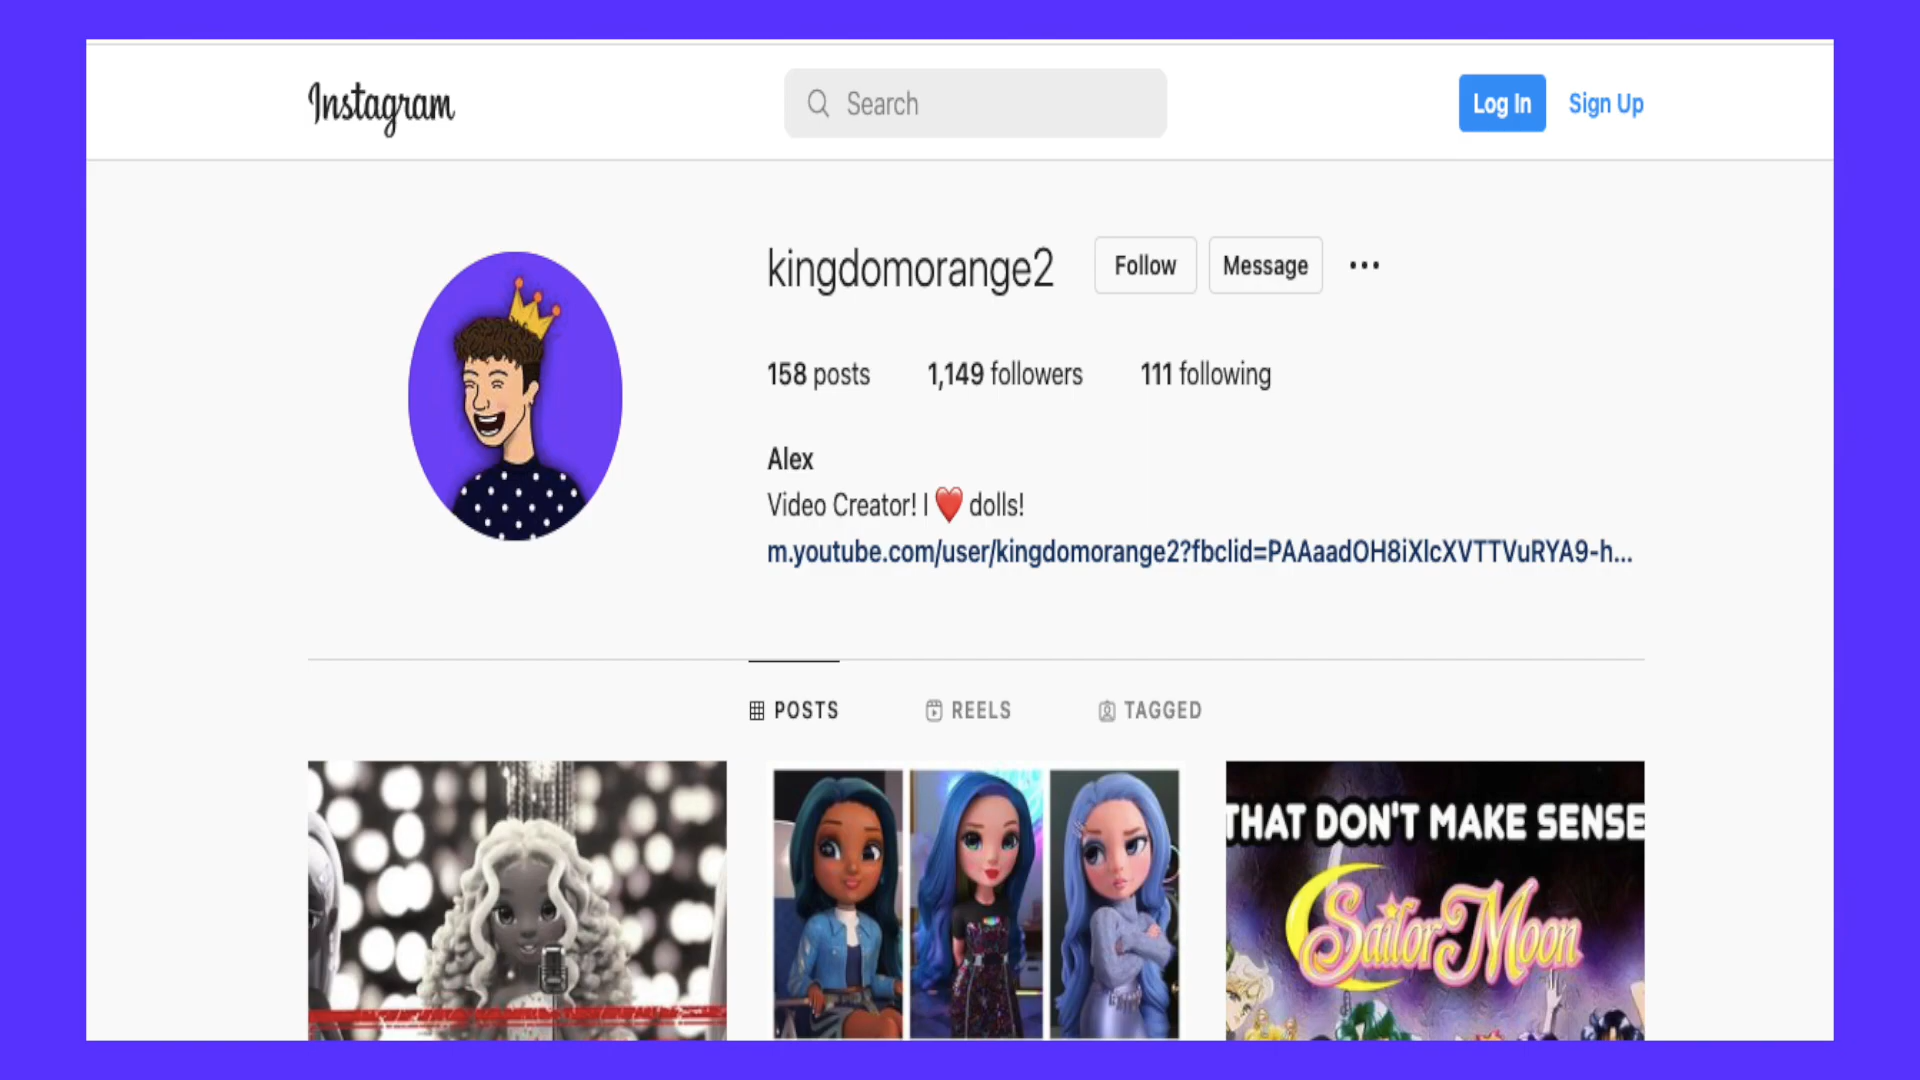 Instagram
Search
Log In Sign Up
kingdomorange2 Follow Message
158 posts 1,149 followers 111 following
Alex
Video Creator! I ❤️ dolls!
m.youtube.com/user/kingdomorange2?fbclid=PAAaadOH8iXlcXVTTVuRYA9-h...
POSTS REELS TAGGED
THAT DON'T MAKE SENSE
Sailor Moon